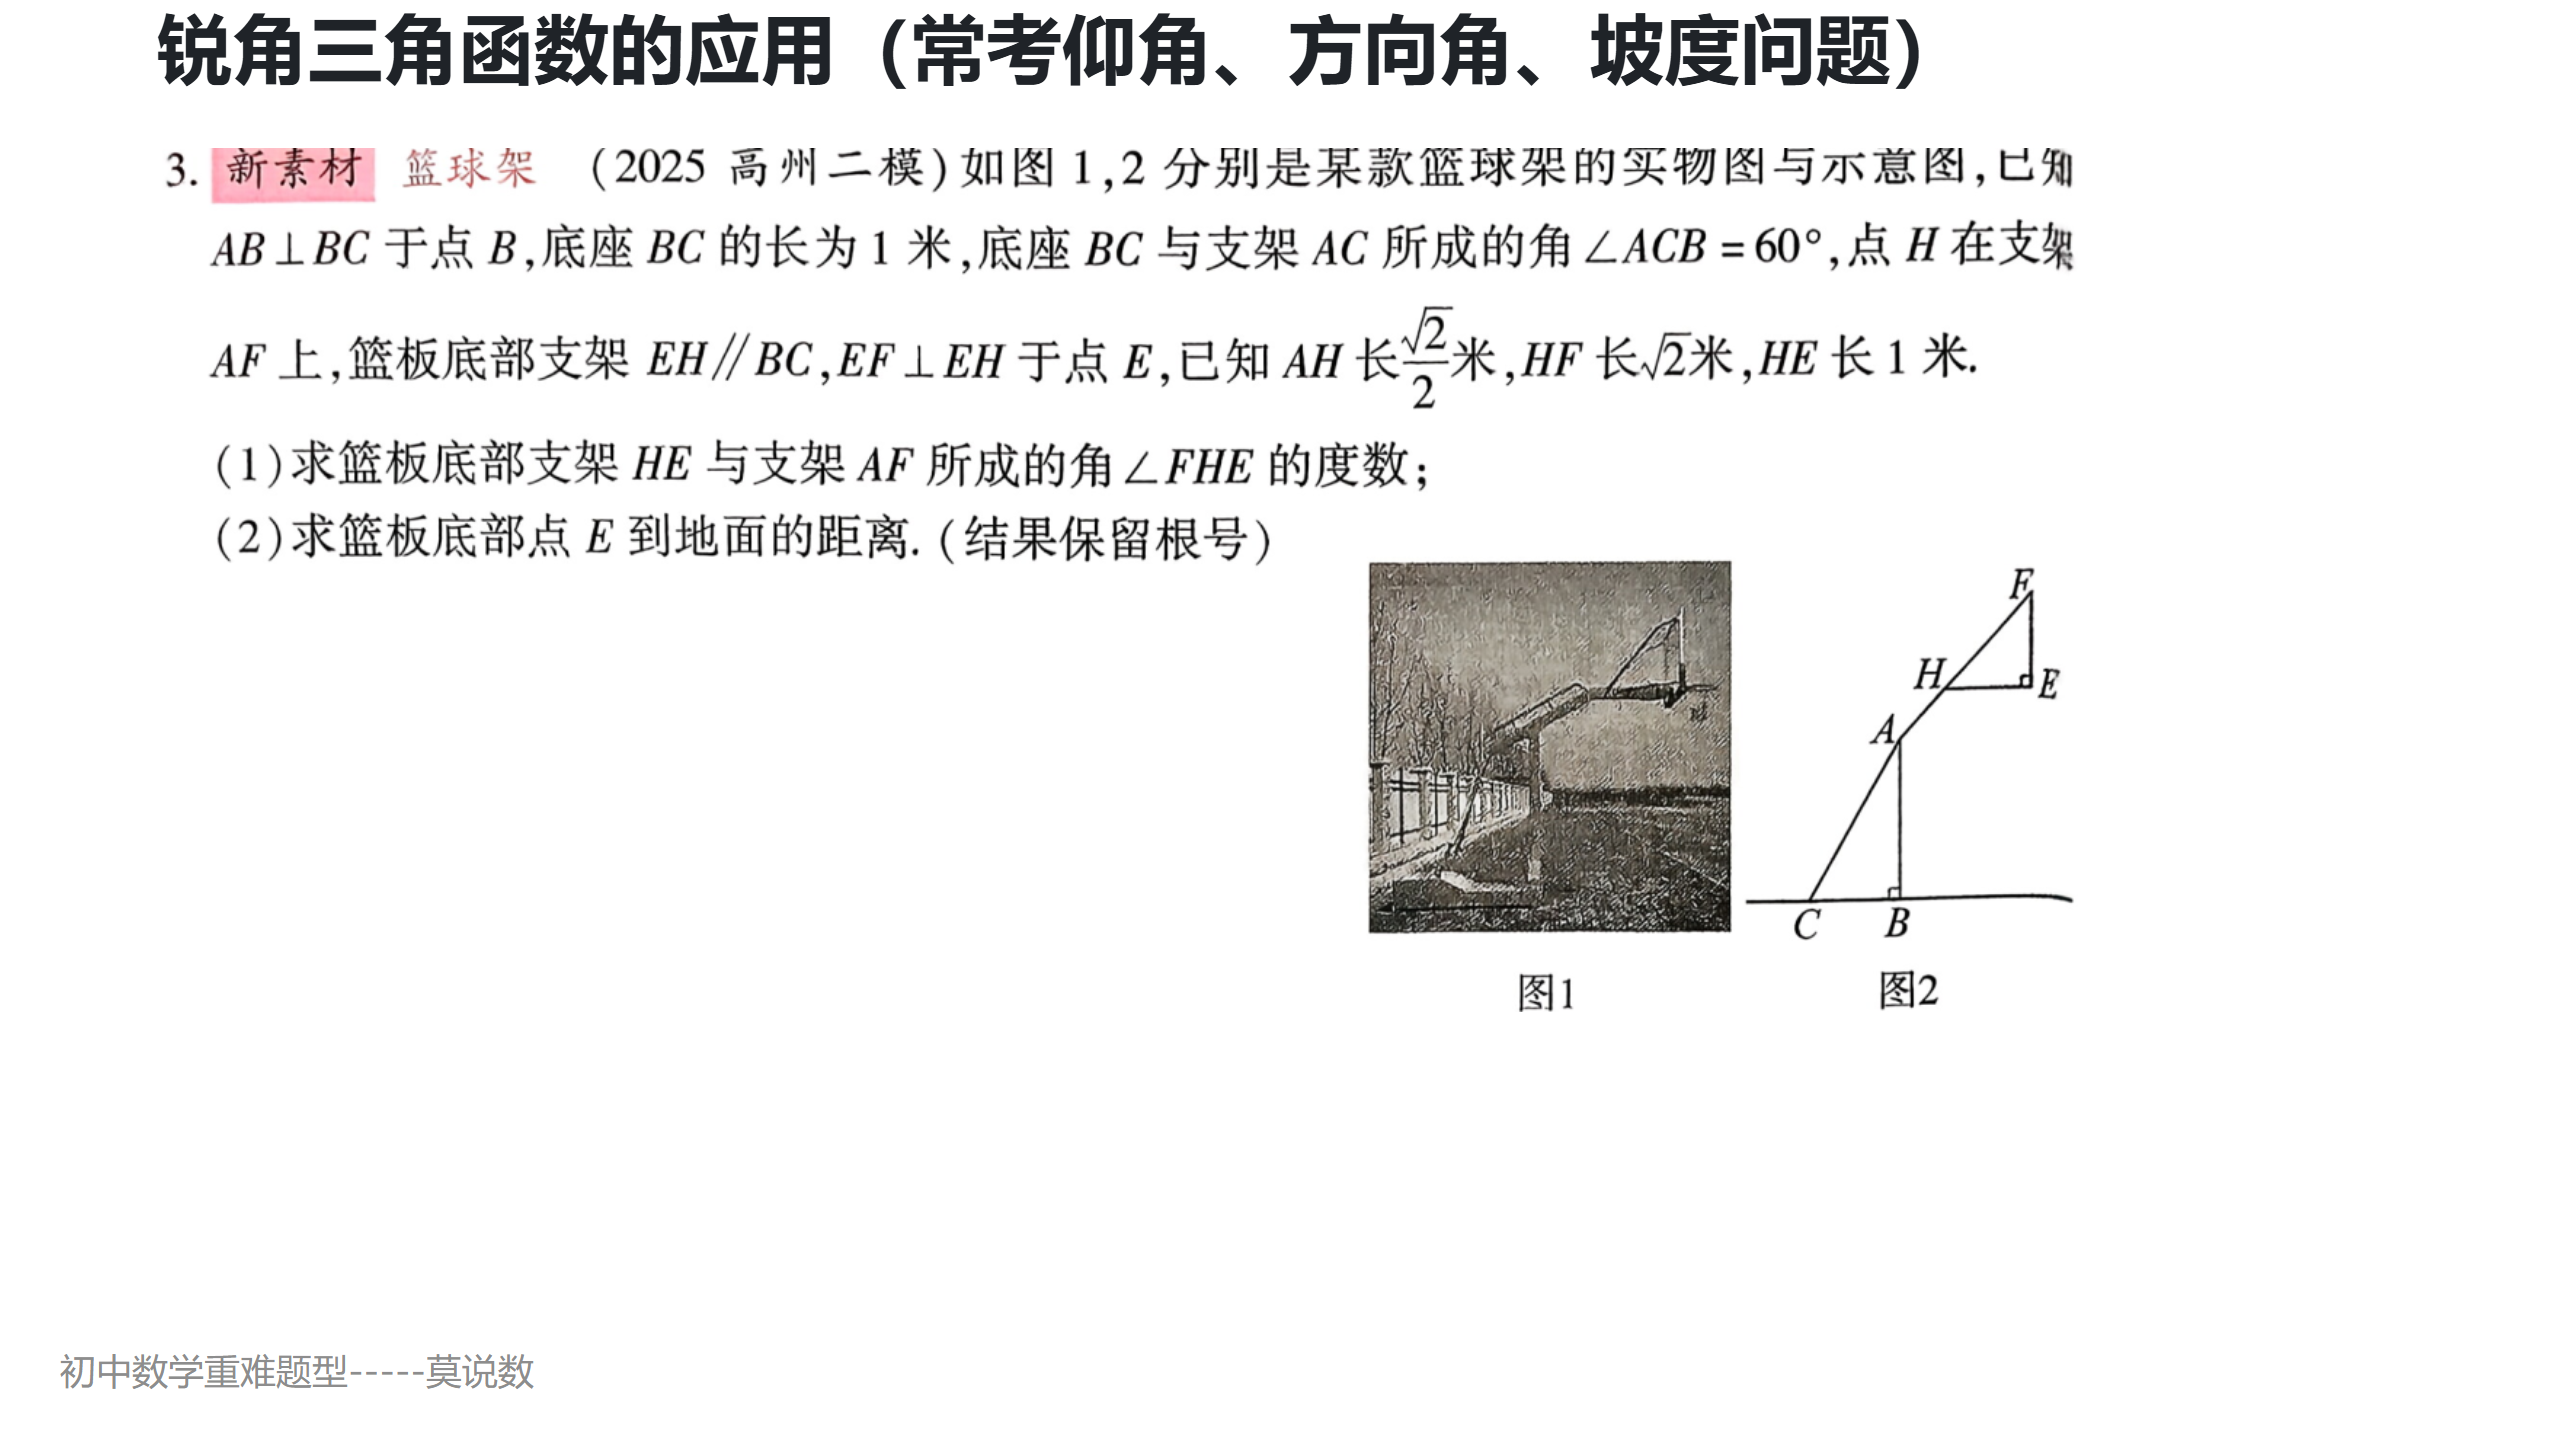 锐角三角函数的应用（常考仰角、方向角、坡度问题）
3. 新素材 篮球架 (2025 高州二模)如图 1,2 分别是某款篮球架的实物图与示意图,已知
AB⊥BC 于点 B,底座 BC 的长为 1 米,底座 BC 与支架 AC 所成的角∠ACB=60°,点 H 在支架
AF 上,篮板底部支架 EH∥BC,EF⊥EH 于点 E,已知 AH 长√2/2米,HF 长√2米,HE 长 1 米.
(1)求篮板底部支架 HE 与支架 AF 所成的角∠FHE 的度数;
(2)求篮板底部点 E 到地面的距离.(结果保留根号)
F
H
E
A
C
B
图1
图2
初中数学重难题型-----莫说数